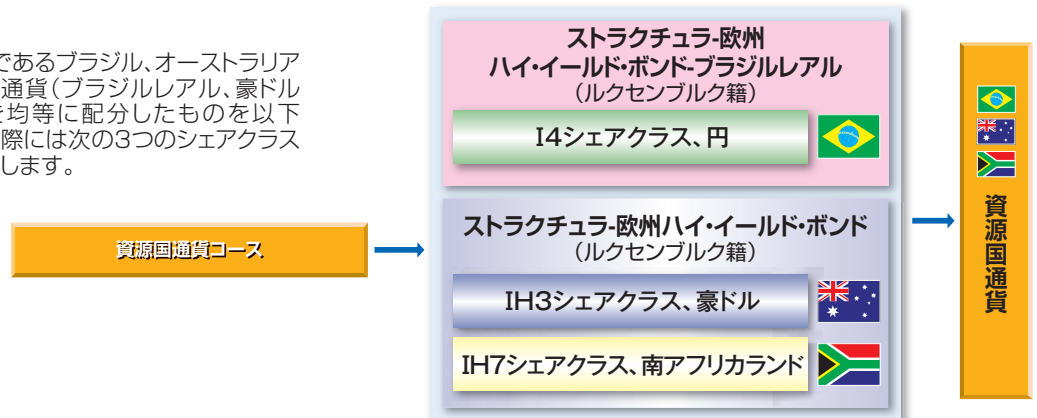 であるブラジル、オーストラリア
通貨(ブラジルレアル、豪ドル
を均等に配分したものを以下
際には次の3つのシェアクラス
します。
資源国通貨コース
ストラクチュラ-欧州
ハイ・イールド・ボンド-ブラジルレアル
(ルクセンブルク籍)
I4シェアクラス、円
ストラクチュラ-欧州ハイ・イールド・ボンド
(ルクセンブルク籍)
IH3シェアクラス、豪ドル
IH7シェアクラス、南アフリカランド
資源国通貨